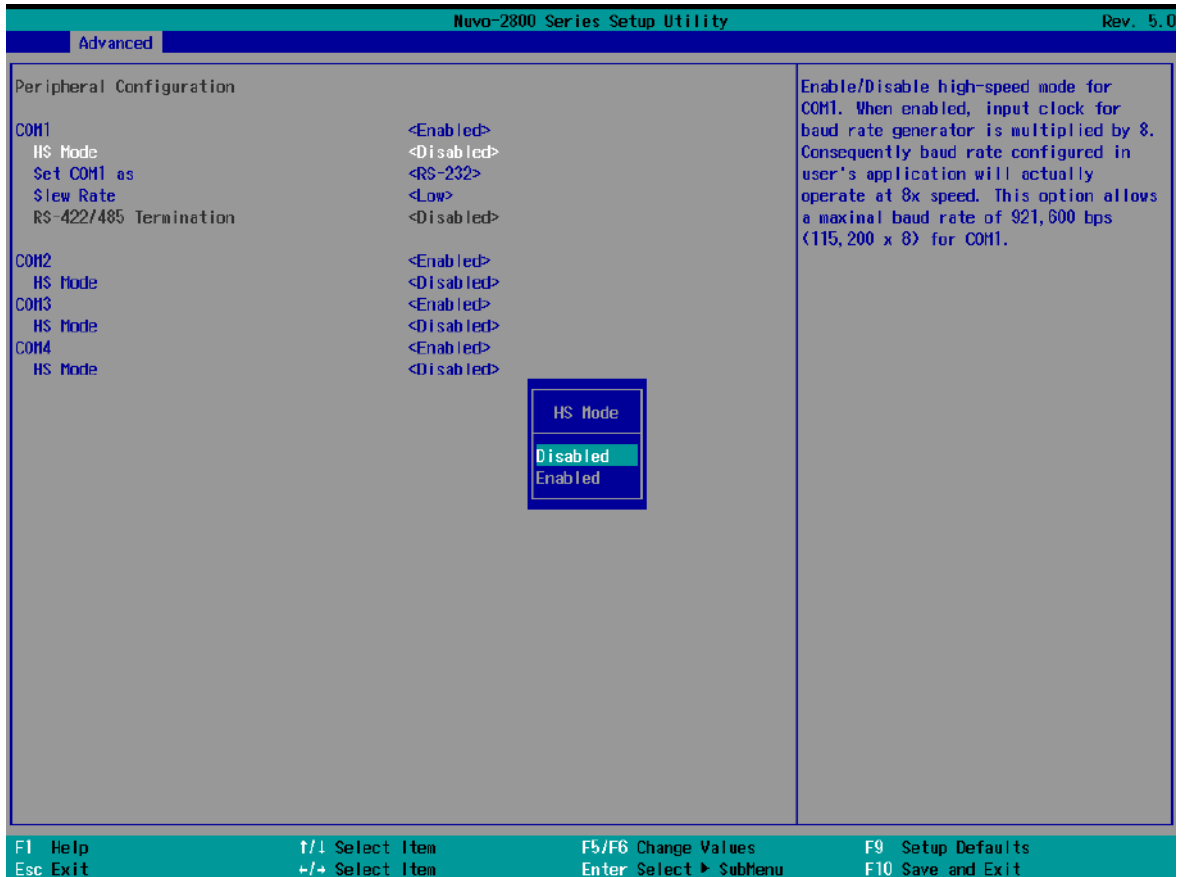 Nuvo-2800 Series Setup Utility Rev. 5.0
Advanced
Peripheral Configuration
COM1 <Enabled>
HS Mode <Disabled>
Set COM1 as <RS-232>
Slew Rate <Low>
RS-422/485 Termination <Disabled>
COM2 <Enabled>
HS Mode <Disabled>
COM3 <Enabled>
HS Mode <Disabled>
COM4 <Enabled>
HS Mode <Disabled>
HS Mode
Disabled
Enabled
Enable/Disable high-speed mode for
COM1. When enabled, input clock for
baud rate generator is multiplied by 8.
Consequently baud rate configured in
user's application will actually
operate at 8x speed. This option allows
a maximal baud rate of 921,600 bps
(115,200 x 8) for COM1.
F1 Help ↑/↓ Select Item F5/F6 Change Values F9 Setup Defaults
Esc Exit ←/→ Select Item Enter Select ▶ SubMenu F10 Save and Exit